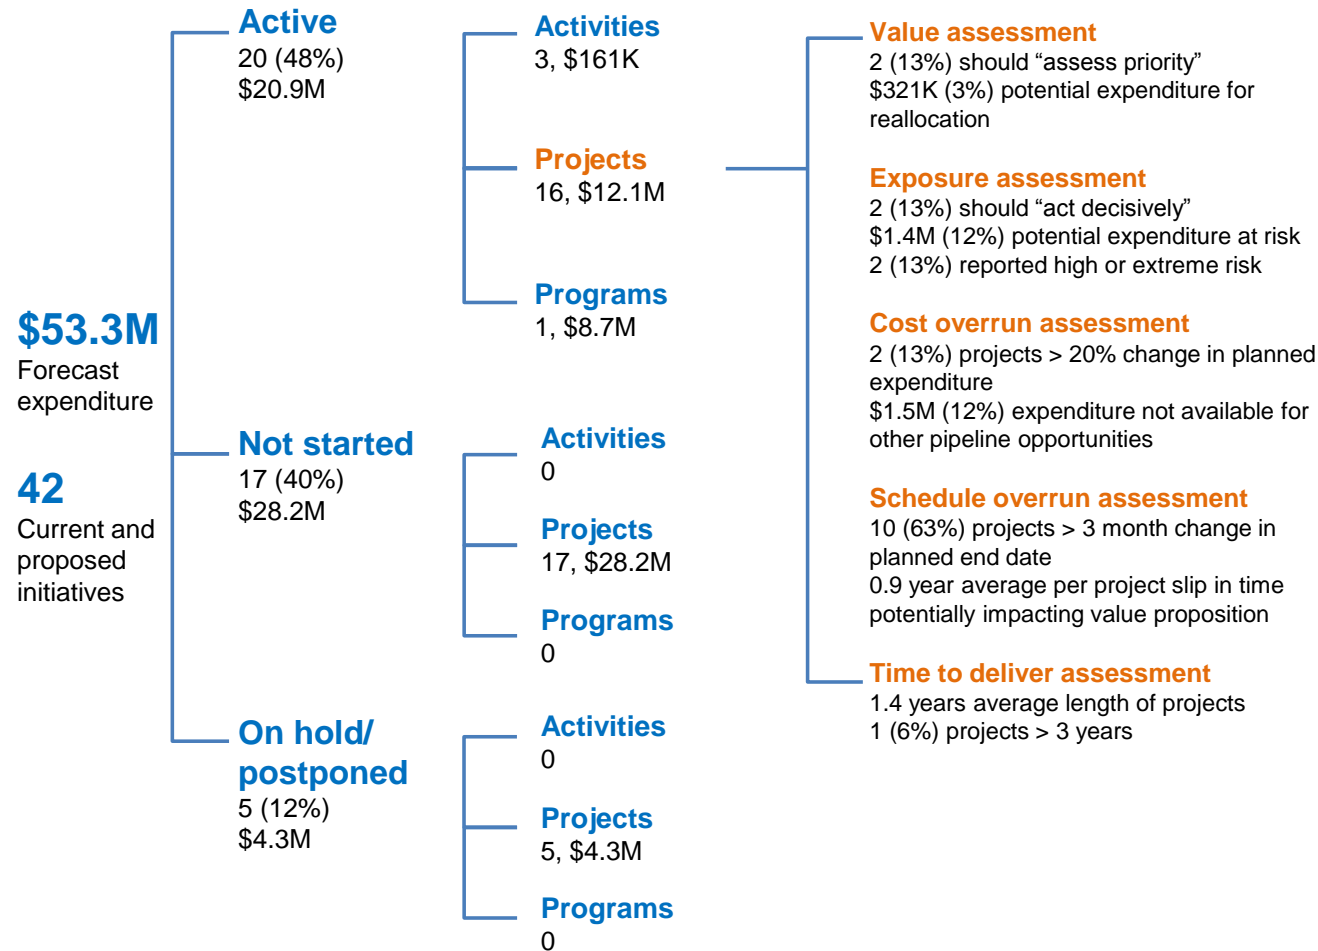 $53.3M
Forecast
expenditure
42
Current and
proposed
initiatives
Active
20 (48%)
$20.9M
Activities
3, $161K
Projects
16, $12.1M
Programs
1, $8.7M
Not started
17 (40%)
$28.2M
Activities
0
Projects
17, $28.2M
Programs
0
On hold/
postponed
5 (12%)
$4.3M
Activities
0
Projects
5, $4.3M
Programs
0
Value assessment
2 (13%) should “assess priority”
$321K (3%) potential expenditure for
reallocation
Exposure assessment
2 (13%) should “act decisively”
$1.4M (12%) potential expenditure at risk
2 (13%) reported high or extreme risk
Cost overrun assessment
2 (13%) projects > 20% change in planned
expenditure
$1.5M (12%) expenditure not available for
other pipeline opportunities
Schedule overrun assessment
10 (63%) projects > 3 month change in
planned end date
0.9 year average per project slip in time
potentially impacting value proposition
Time to deliver assessment
1.4 years average length of projects
1 (6%) projects > 3 years